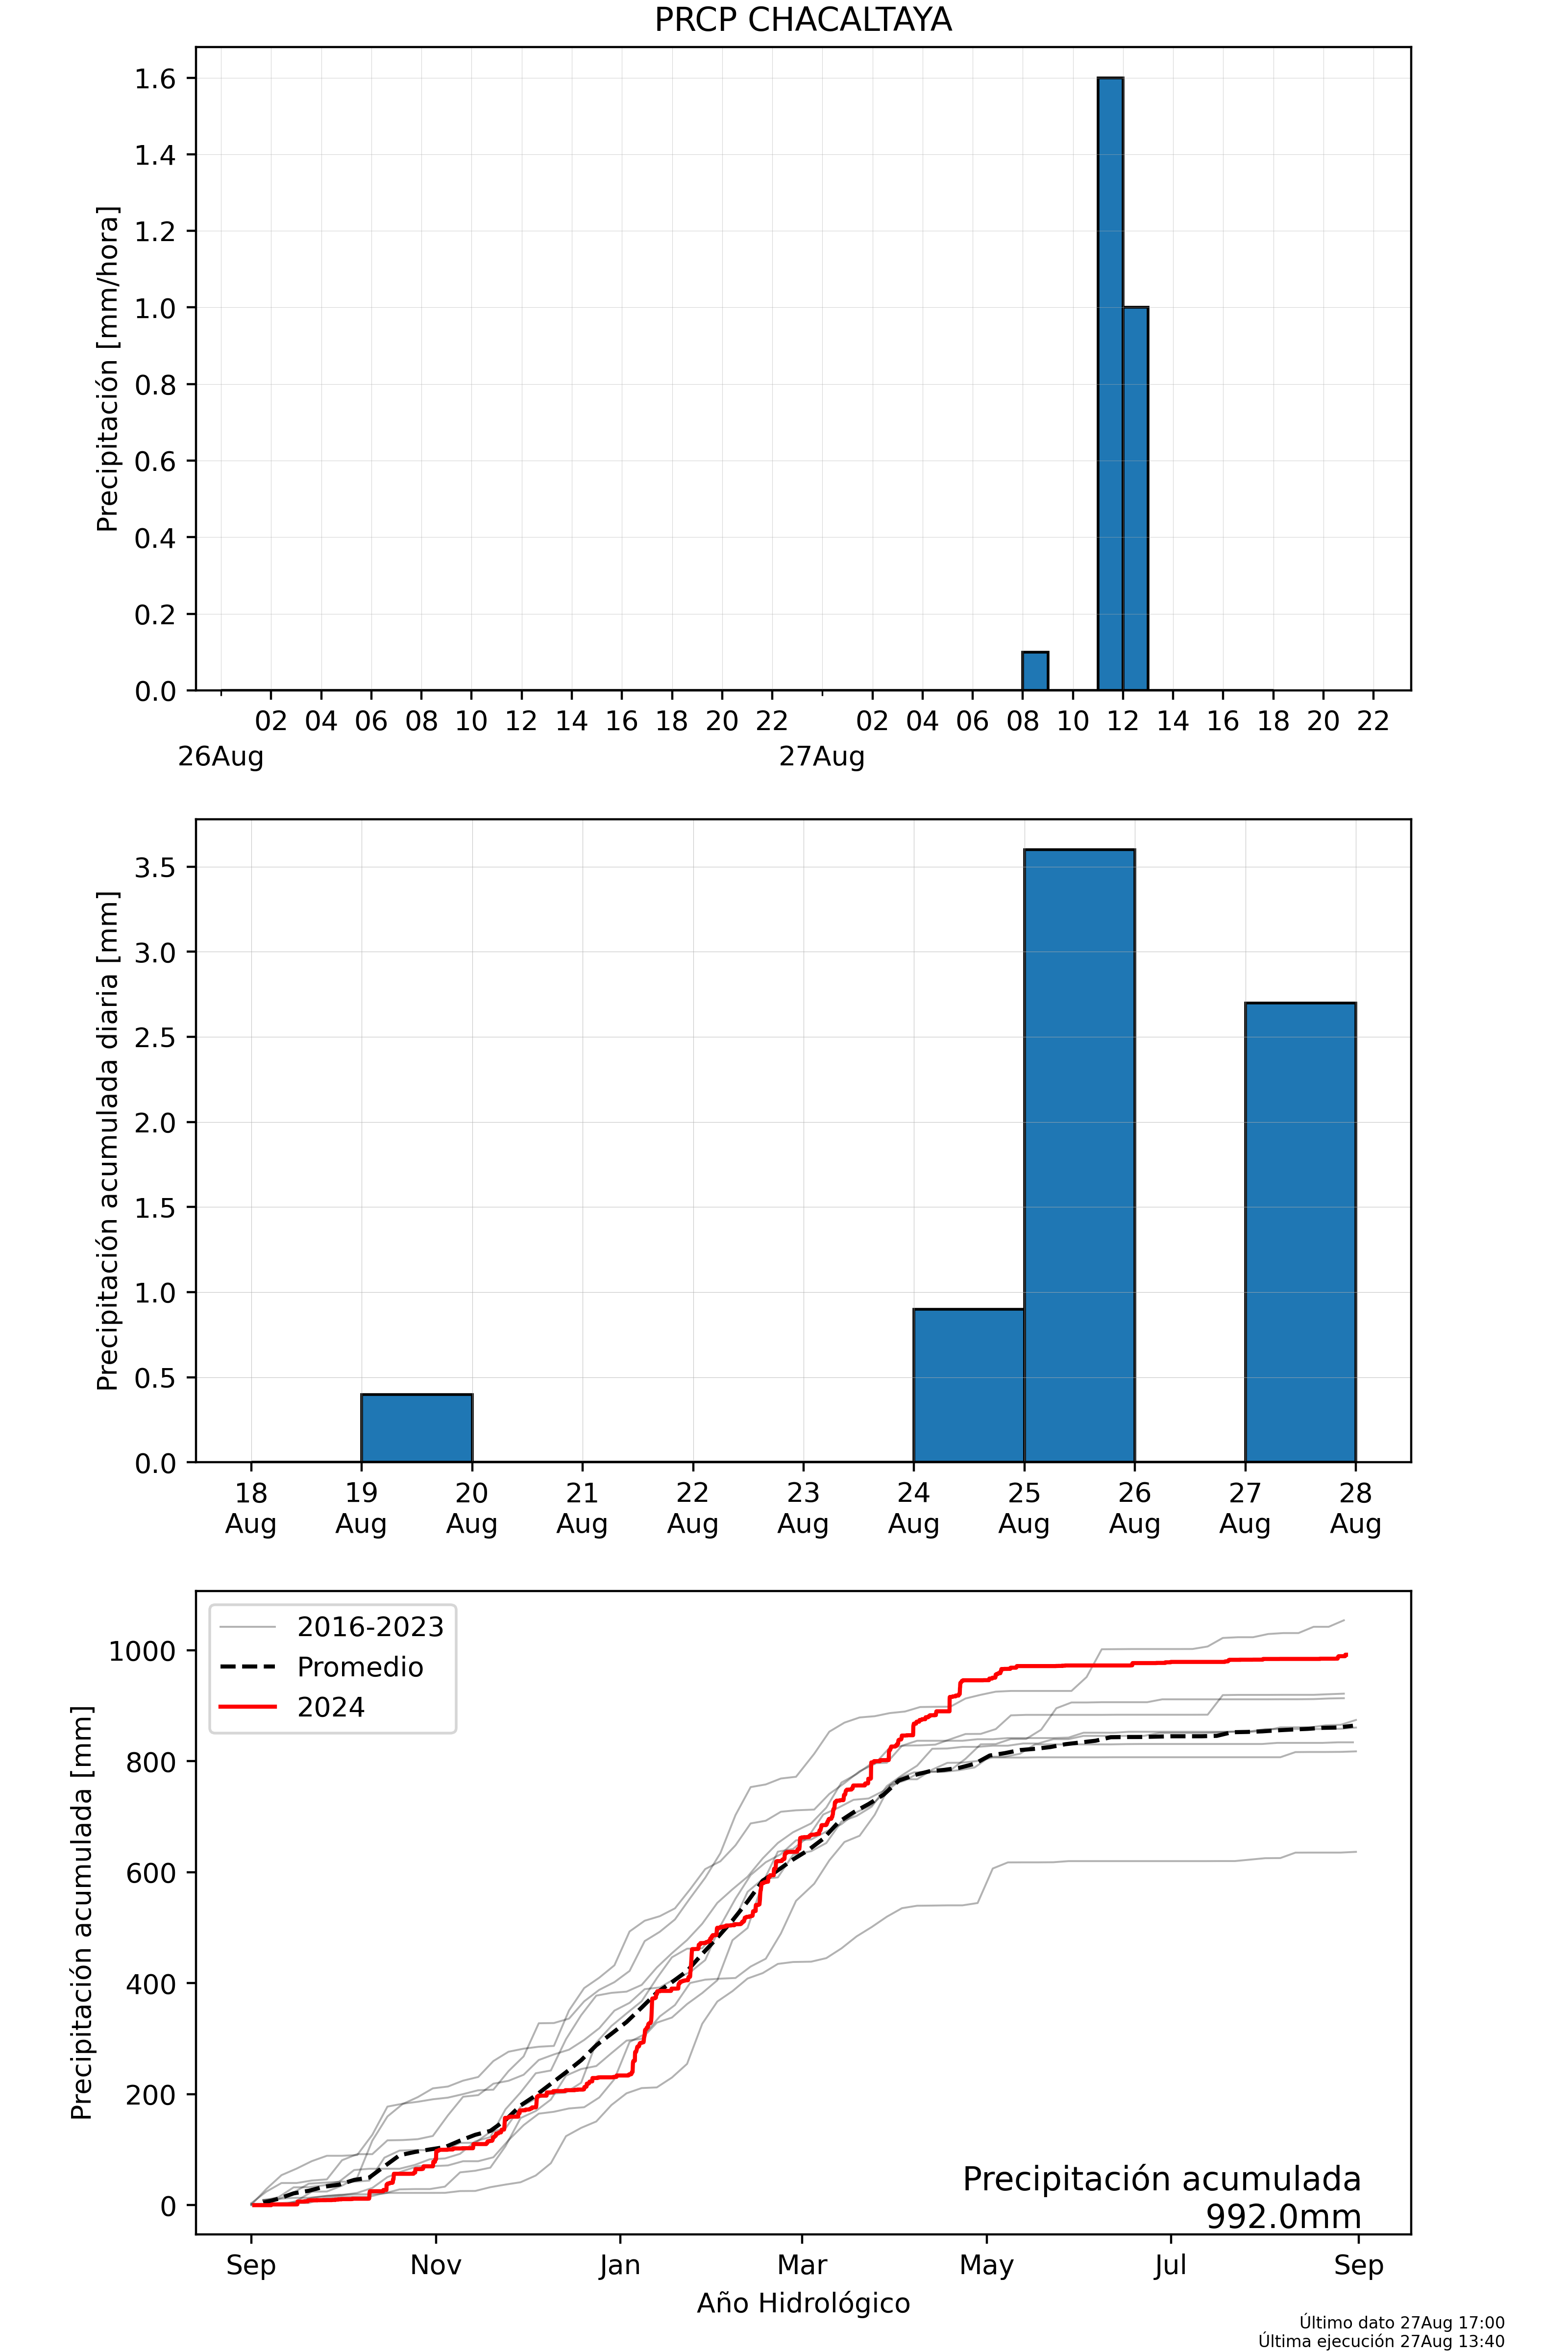 PRCP CHACALTAYA
Precipitación [mm/hora]
1.6
1.4
1.2
1.0
0.8
0.6
0.4
0.2
0.0
02 04 06 08 10 12 14 16 18 20 22 02 04 06 08 10 12 14 16 18 20 22
26Aug 27Aug
Precipitación acumulada diaria [mm]
3.5
3.0
2.5
2.0
1.5
1.0
0.5
0.0
18 19 20 21 22 23 24 25 26 27 28
Aug Aug Aug Aug Aug Aug Aug Aug Aug Aug Aug
Precipitación acumulada [mm]
1000
800
600
400
200
0
2016-2023
Promedio
2024
Precipitación acumulada
992.0mm
Sep Nov Jan Mar May Jul Sep
Año Hidrológico
Último dato 27Aug 17:00
Última ejecución 27Aug 13:40